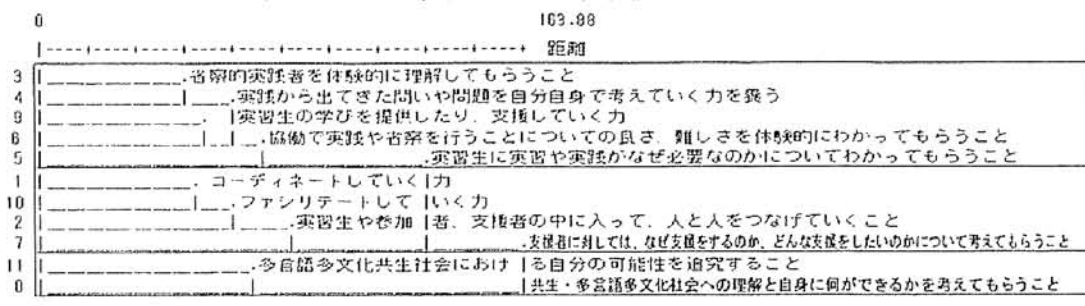 0 163.88
|----+----+----+----+----+----+----+----+----+----+ 距離
3 省察的実践者を体験的に理解してもらうこと
4 実践から出てきた問いや問題を自分自身で考えていく力を養う
9 実習生の学びを提供したり、支援していく力
6 協働で実践や省察を行うことについての良さ、難しさを体験的にわかってもらうこと
5 実習生に実習や実践がなぜ必要なのかについてわかってもらうこと
1 コーディネートしていく力
10 ファシリテートしていく力
2 実習生や参加者、支援者の中に入って、人と人をつなげていくこと
7 支援者に対しては、なぜ支援をするのか、どんな支援をしたいのかについて考えてもらうこと
11 多言語多文化共生社会における自分の可能性を追究すること
8 共生・多言語多文化社会への理解と自身に何ができるかを考えてもらうこと